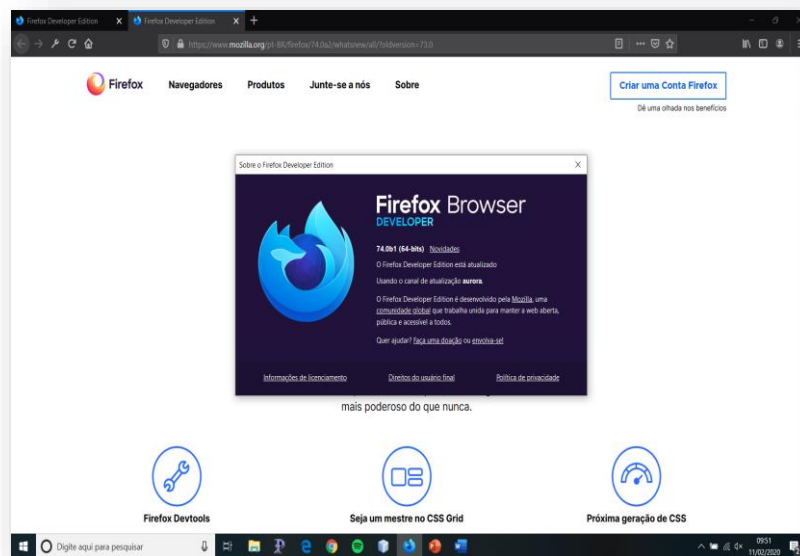 Firefox Developer Edition
Firefox Developer Edition
https://www.mozilla.org/pt-BR/firefox/74.0a2/whatsnew/all/?oldversion=73.0
Firefox
Navegadores
Produtos
Junte-se a nós
Sobre
Criar uma Conta Firefox
Dê uma olhada nos benefícios
Sobre o Firefox Developer Edition
Firefox Browser
DEVELOPER
74.0b1 (64-bits) Novidades
O Firefox Developer Edition está atualizado
Usando o canal de atualização aurora.
O Firefox Developer Edition é desenvolvido pela Mozilla, uma
comunidade global que trabalha unida para manter a web aberta,
pública e acessível a todos.
Quer ajudar? Faça uma doação ou envolva-se!
Informações de licenciamento
Direitos do usuário final
Política de privacidade
mais poderoso do que nunca.
Firefox Devtools
Seja um mestre no CSS Grid
Próxima geração de CSS
Digite aqui para pesquisar
09:51
11/02/2020